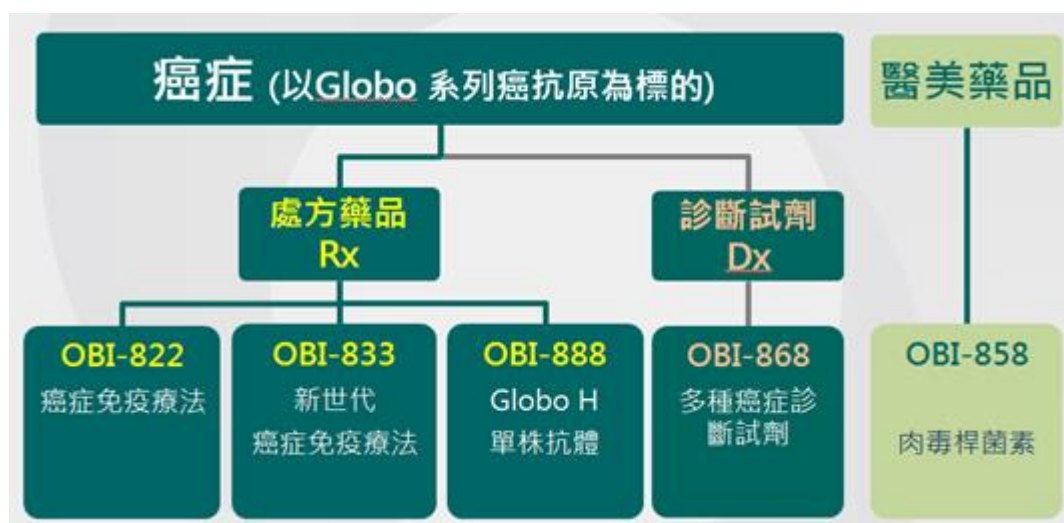 癌症 (以Globo 系列癌抗原為標的)
醫美藥品
處方藥品
Rx
診斷試劑
Dx
OBI-822
癌症免疫療法
OBI-833
新世代
癌症免疫療法
OBI-888
Globo H
單株抗體
OBI-868
多種癌症診
斷試劑
OBI-858
肉毒桿菌素